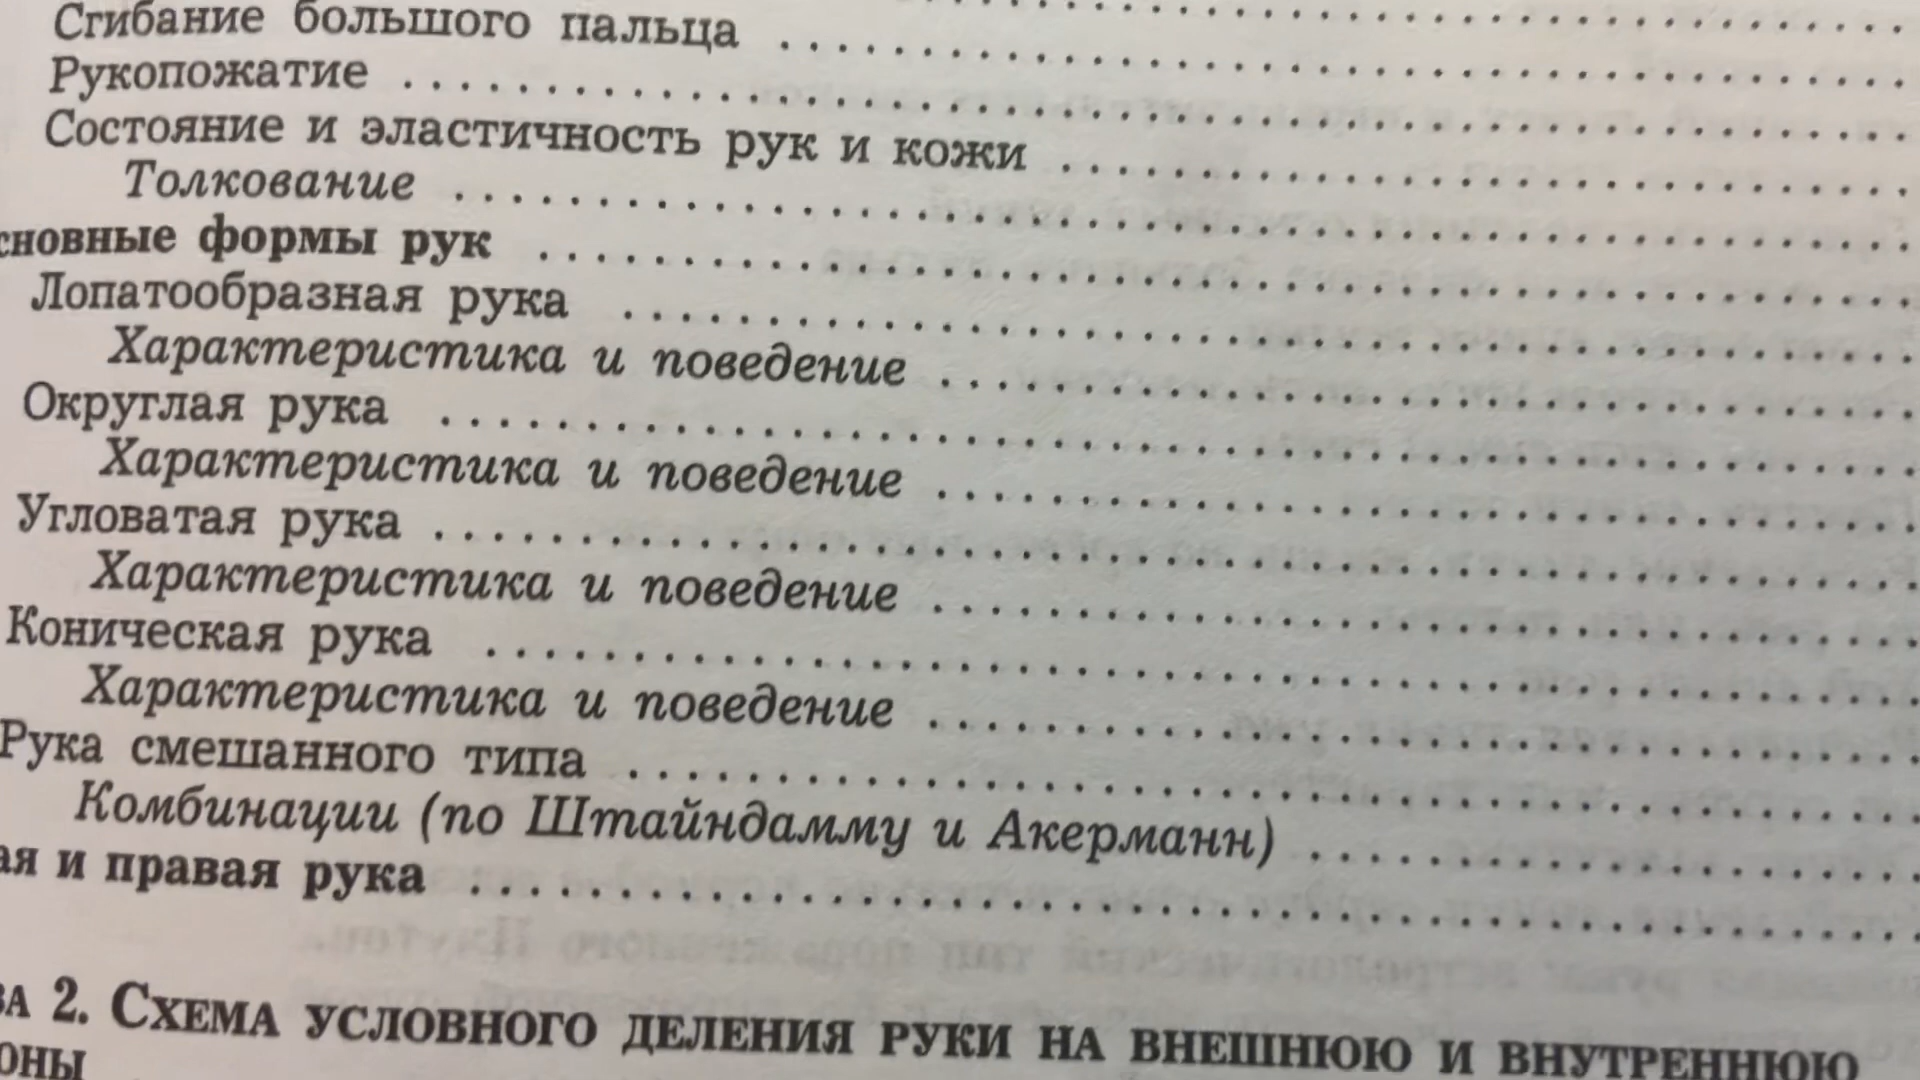 Сгибание большого пальца
Рукопожатие
Состояние и эластичность рук и кожи
Толкование
сновные формы рук
Лопатообразная рука
Характеристика и поведение
Округлая рука
Характеристика и поведение
Угловатая рука
Характеристика и поведение
Коническая рука
Характеристика и поведение
Рука смешанного типа
Комбинации (по Штайндамму и Акерманн)
ая и правая рука
ВА 2. СХЕМА УСЛОВНОГО ДЕЛЕНИЯ РУКИ НА ВНЕШНЮЮ И ВНУТРЕННЮЮ
ОНЫ